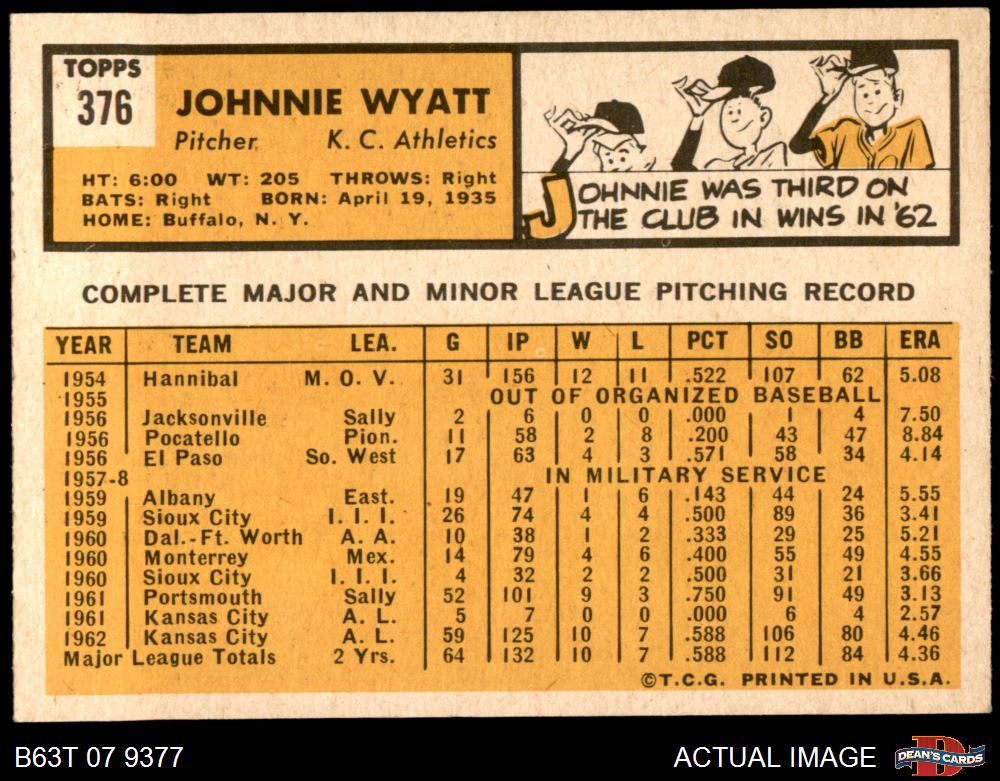 TOPPS
376
JOHNNIE WYATT
Pitcher K. C. Athletics
HT: 6:00 WT: 205 THROWS: Right
BATS: Right BORN: April 19, 1935
HOME: Buffalo, N. Y.
JOHNNIE WAS THIRD ON
THE CLUB IN WINS IN '62
COMPLETE MAJOR AND MINOR LEAGUE PITCHING RECORD
YEAR TEAM LEA. G IP W L PCT SO BB ERA
1954 Hannibal M. O. V. 31 156 12 11 .522 107 62 5.08
1955 OUT OF ORGANIZED BASEBALL
1956 Jacksonville Sally 2 6 0 0 .000 1 4 7.50
1956 Pocatello Pion. 11 58 2 8 .200 43 47 8.84
1956 El Paso So. West 17 63 4 3 .571 58 34 4.14
1957-8 IN MILITARY SERVICE
1959 Albany East. 19 47 1 6 .143 44 24 5.55
1959 Sioux City I. I. I. 26 74 4 4 .500 89 36 3.41
1960 Dal.-Ft. Worth A. A. 10 38 1 2 .333 29 25 5.21
1960 Monterrey Mex. 14 79 4 6 .400 55 49 4.55
1960 Sioux City I. I. I. 4 32 2 2 .500 31 21 3.66
1961 Portsmouth Sally 52 101 9 3 .750 91 49 3.13
1961 Kansas City A. L. 5 7 0 0 .000 6 4 2.57
1962 Kansas City A. L. 59 125 10 7 .588 106 80 4.46
Major League Totals 2 Yrs. 64 132 10 7 .588 112 84 4.36
©T.C.G. PRINTED IN U.S.A.
B63T 07 9377 ACTUAL IMAGE DEAN'S CARDS